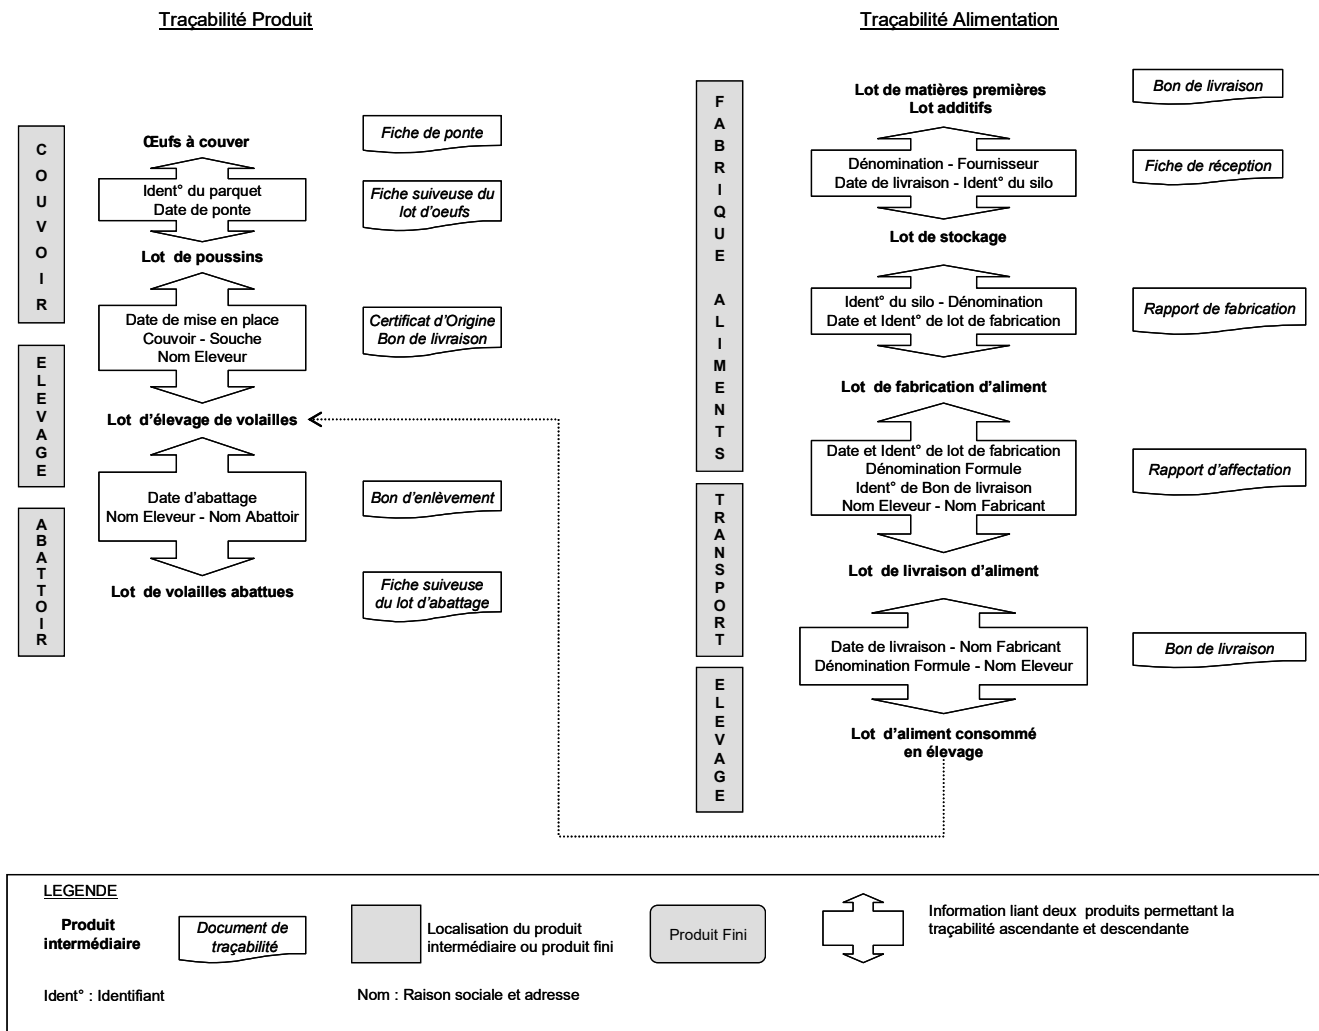 Traçabilité Produit
Œufs à couver
Ident° du parquet
Date de ponte
Lot de poussins
Date de mise en place
Couvoir - Souche
Nom Eleveur
Lot d'élevage de volailles
Date d'abattage
Nom Eleveur - Nom Abattoir
Lot de volailles abattues
COUVOIR
ELEVAGE
ABATTOIR
Fiche de ponte
Fiche suiveuse du
lot d'oeufs
Certificat d'Origine
Bon de livraison
Bon d'enlèvement
Fiche suiveuse
du lot d'abattage
Traçabilité Alimentation
FABRIQUE ALIMENTS
TRANSPORT
ELEVAGE
Lot de matières premières
Lot additifs
Dénomination - Fournisseur
Date de livraison - Ident° du silo
Lot de stockage
Ident° du silo - Dénomination
Date et Ident° de lot de fabrication
Lot de fabrication d'aliment
Date et Ident° de lot de fabrication
Dénomination Formule
Ident° de Bon de livraison
Nom Eleveur - Nom Fabricant
Lot de livraison d'aliment
Date de livraison - Nom Fabricant
Dénomination Formule - Nom Eleveur
Lot d'aliment consommé
en élevage
Bon de livraison
Fiche de réception
Rapport de fabrication
Rapport d'affectation
Bon de livraison
LEGENDE
Produit
intermédiaire
Document de
traçabilité
Localisation du produit
intermédiaire ou produit fini
Produit Fini
Information liant deux produits permettant la
traçabilité ascendante et descendante
Ident° : Identifiant
Nom : Raison sociale et adresse